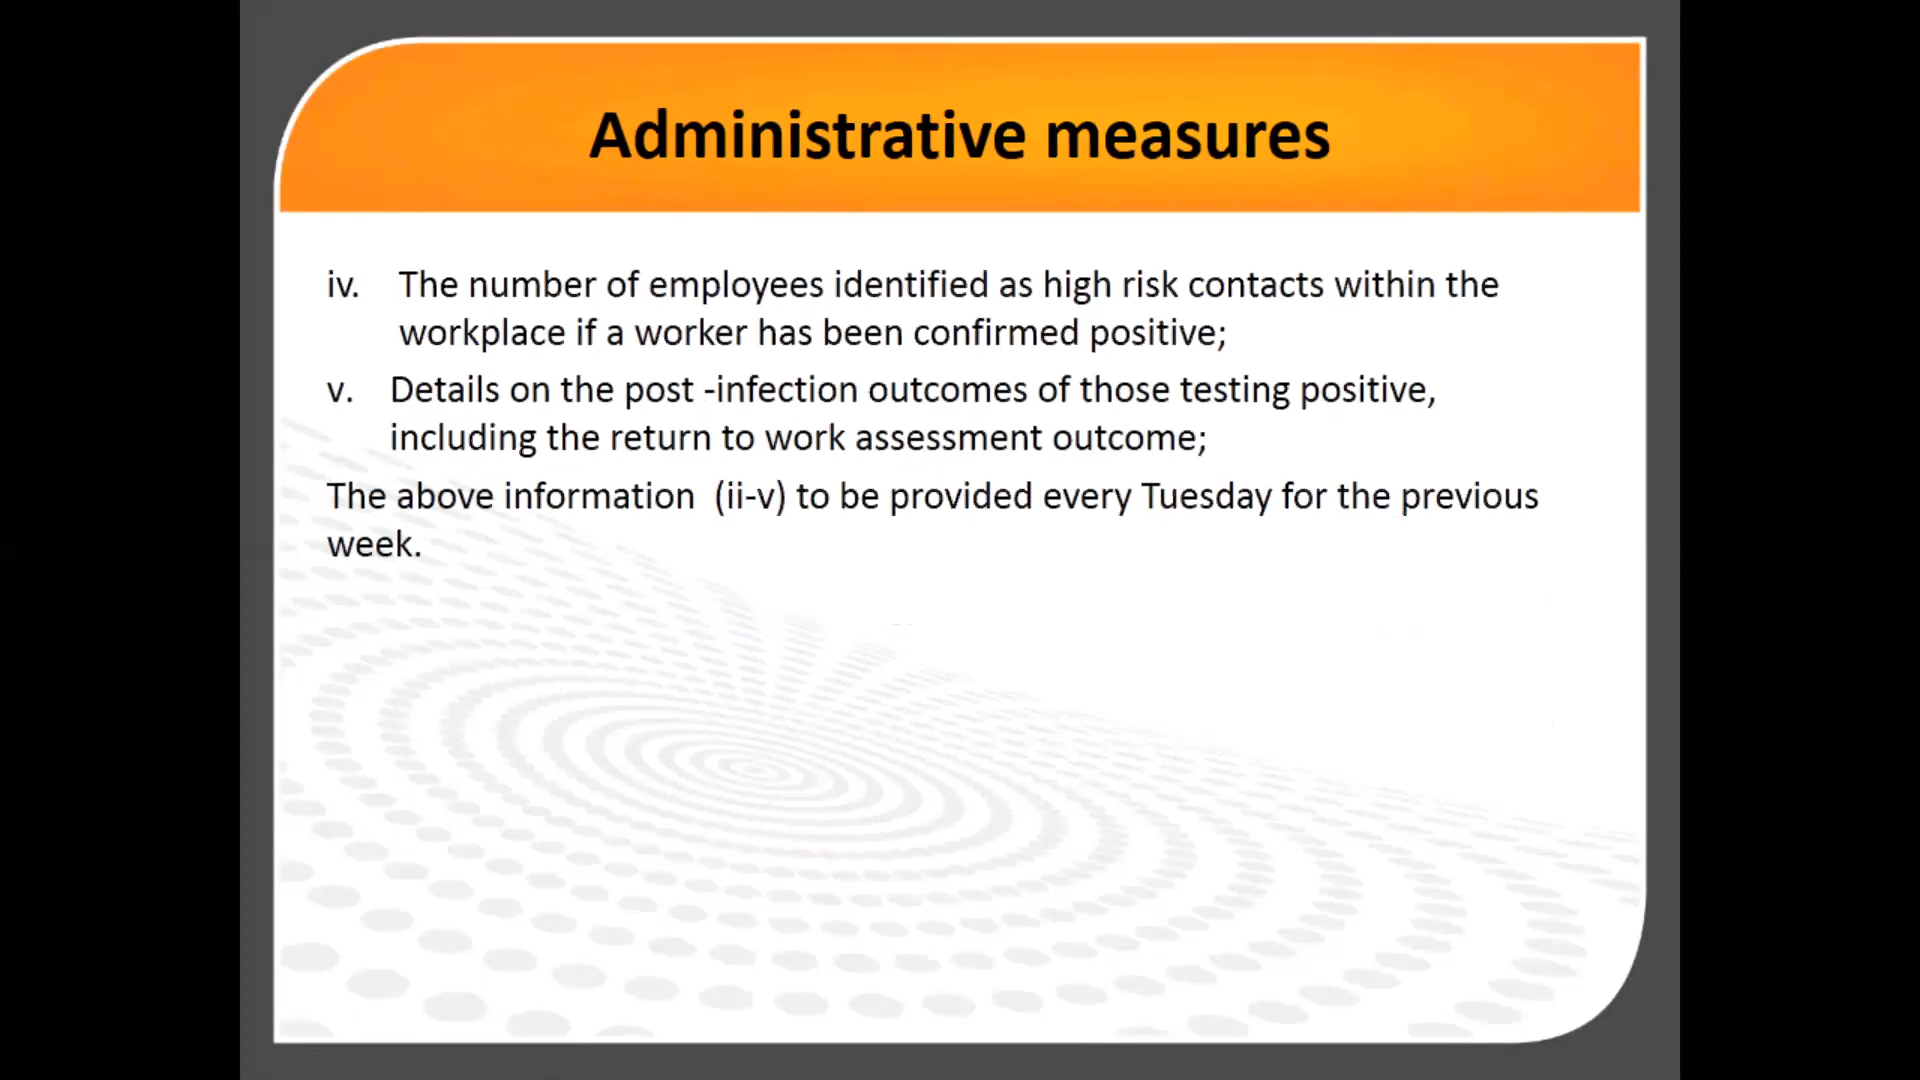 Administrative measures
iv. The number of employees identified as high risk contacts within the
workplace if a worker has been confirmed positive;
v. Details on the post -infection outcomes of those testing positive,
including the return to work assessment outcome;
The above information (ii-v) to be provided every Tuesday for the previous
week.